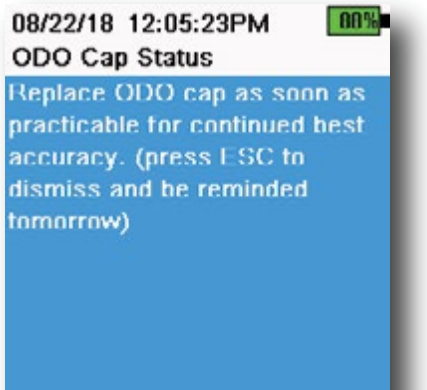 08/22/18 12:05:23PM
ODO Cap Status
Replace ODO cap as soon as
practicable for continued best
accuracy. (press ESC to
dismiss and be reminded
tomorrow)